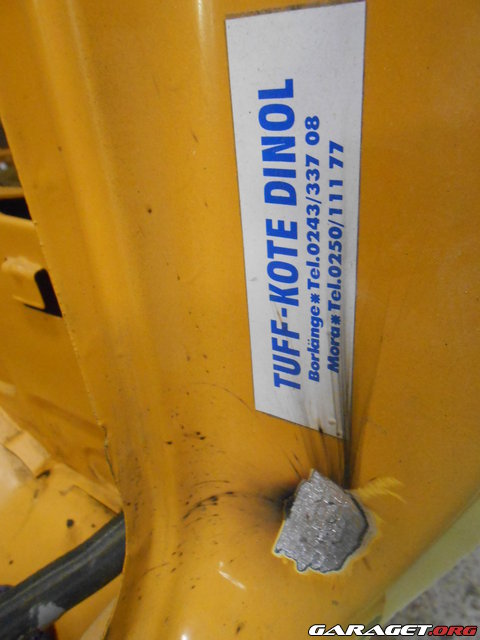 TUFF-KOTE DINOL
Borlänge*Tel.0243/337 08
Mora*Tel.0250/111 77
GARAGET.ORG